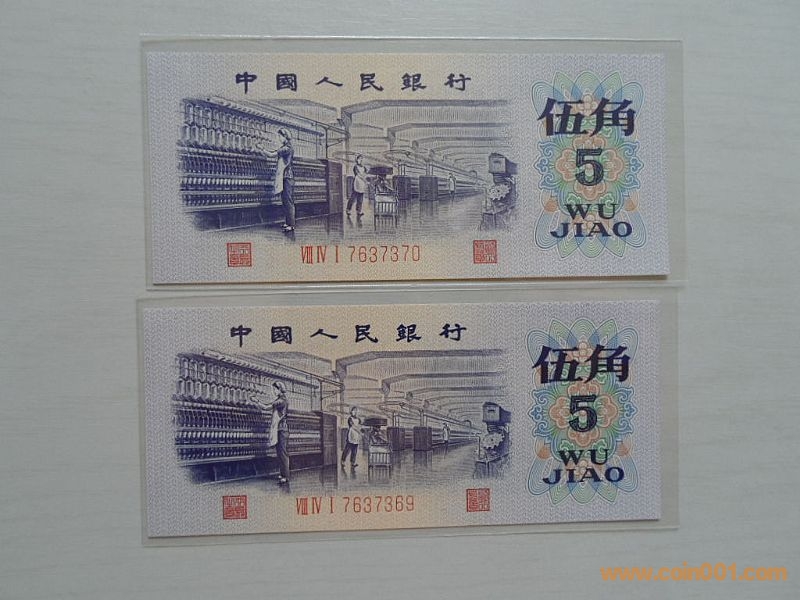 中國人民銀行
伍角
5
WU
JIAO
Ⅷ Ⅳ Ⅰ 7637370
中國人民銀行
伍角
5
WU
JIAO
Ⅷ Ⅳ Ⅰ 7637369
www.coin001.com